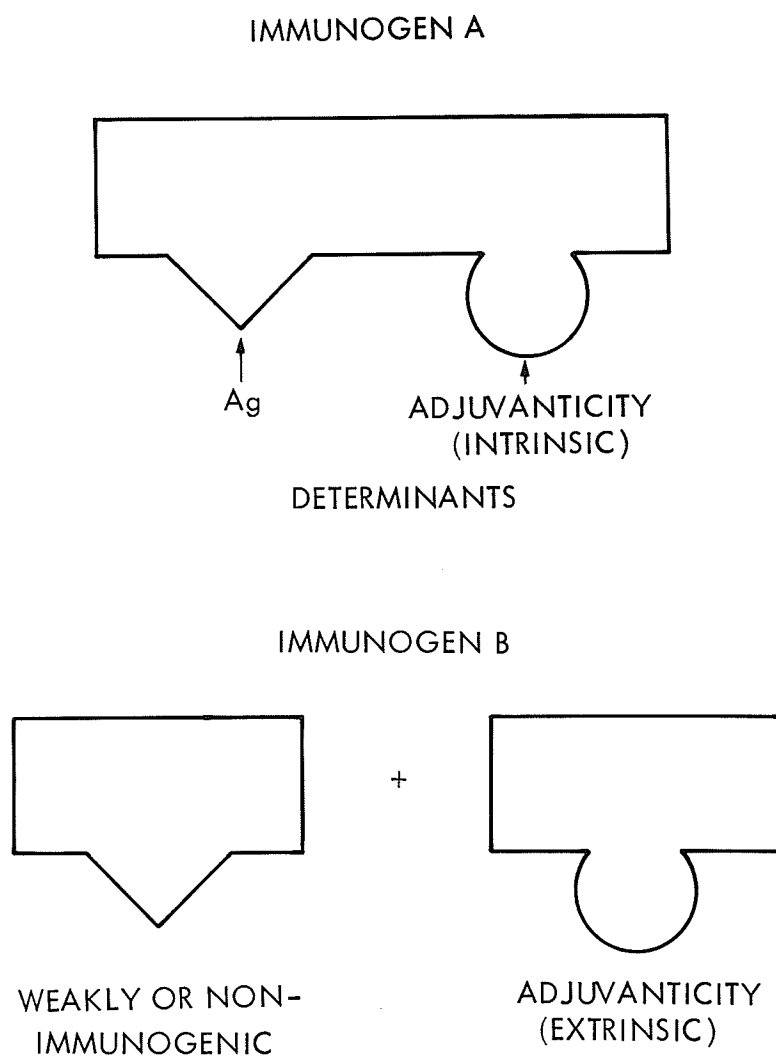 IMMUNOGEN A
Ag
ADJUVANTICITY
(INTRINSIC)
DETERMINANTS
IMMUNOGEN B
+
WEAKLY OR NON-
IMMUNOGENIC
ADJUVANTICITY
(EXTRINSIC)